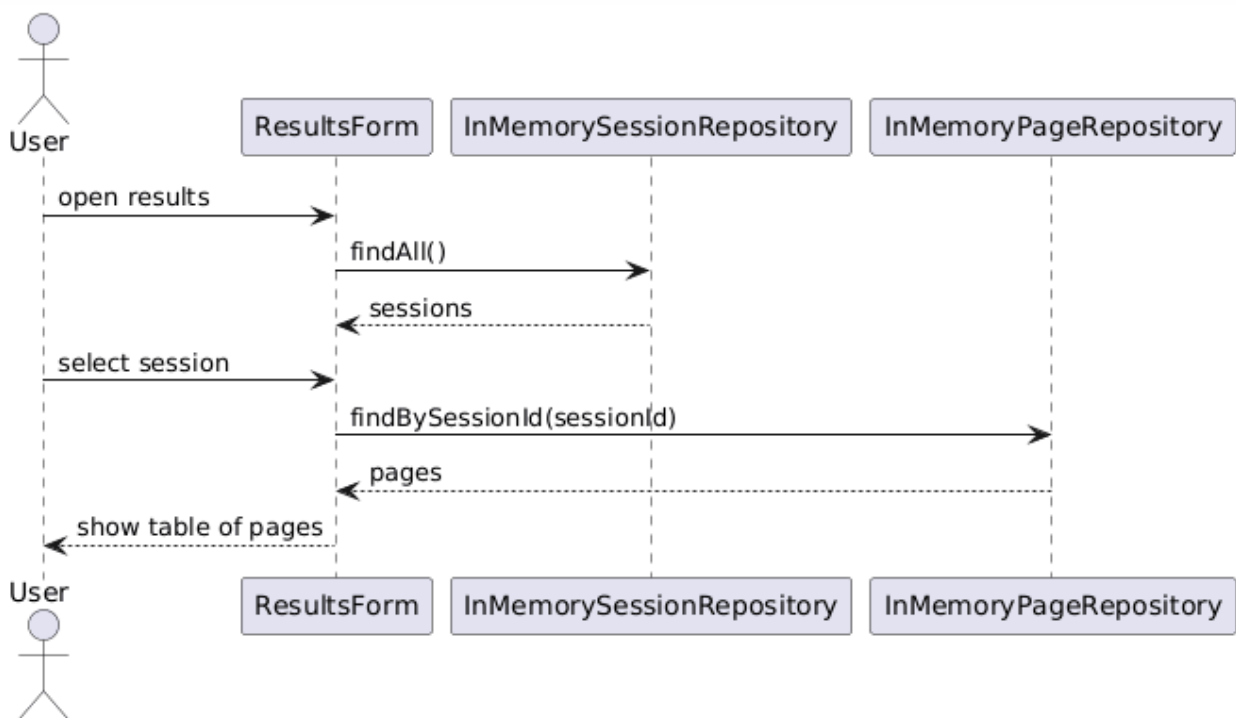 User
ResultsForm
InMemorySessionRepository
InMemoryPageRepository
open results
findAll()
sessions
select session
findBySessionId(sessionId)
pages
show table of pages
User
ResultsForm
InMemorySessionRepository
InMemoryPageRepository